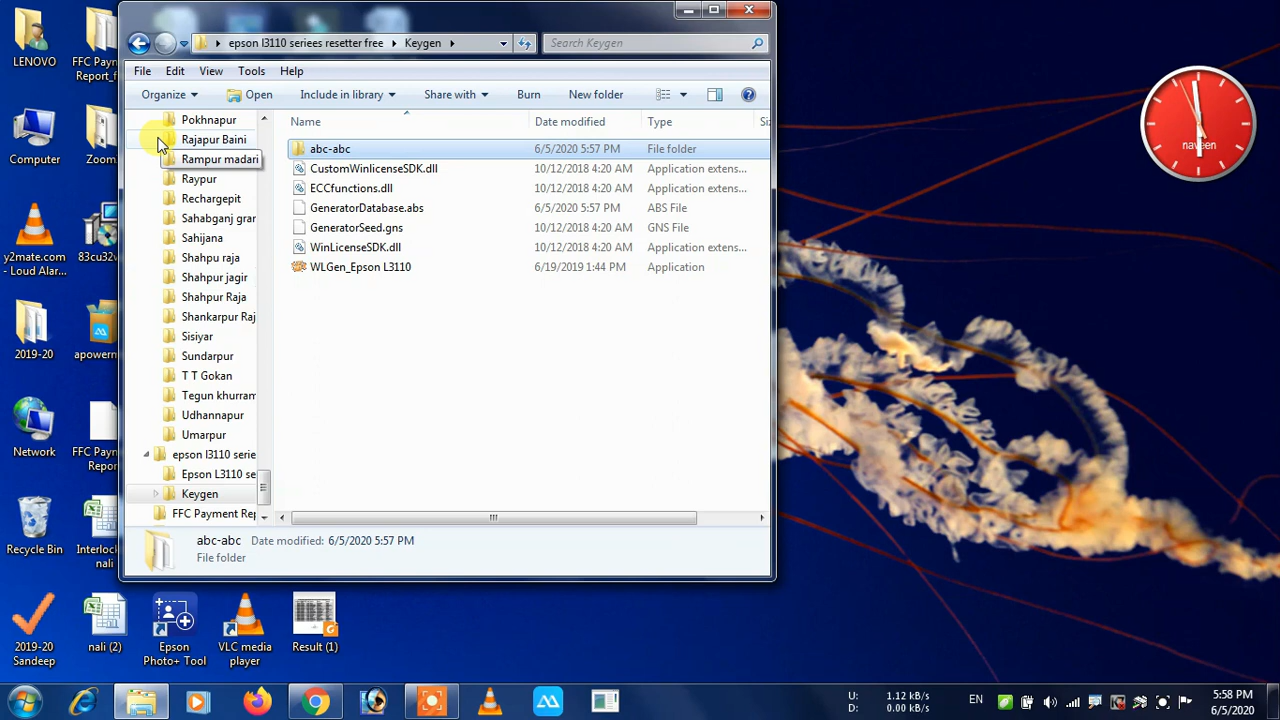 LENOVO
FFC Paym
Report_f
Computer
Zoom
y2mate.com
- Loud Alar...
83cu32
2019-20
apowern
Network
FFC Paym
Repor
Recycle Bin
Interlock
nali
2019-20
Sandeep
nali (2)
Epson
Photo+ Tool
VLC media
player
Result (1)
epson l3110 seriees resetter free
Keygen
Search Keygen
File
Edit
View
Tools
Help
Organize
Open
Include in library
Share with
Burn
New folder
Pokhnapur
Rajapur Baini
Rampur madari
Raypur
Rechargepit
Sahabganj gran
Sahijana
Shahpu raja
Shahpur jagir
Shahpur Raja
Shankarpur Raj
Sisiyar
Sundarpur
T T Gokan
Tegun khurram
Udhannapur
Umarpur
epson l3110 serie
Epson L3110 se
Keygen
FFC Payment Rep
Name
Date modified
Type
Siz
abc-abc
6/5/2020 5:57 PM
File folder
CustomWinlicenseSDK.dll
10/12/2018 4:20 AM
Application extens...
ECCfunctions.dll
10/12/2018 4:20 AM
Application extens...
GeneratorDatabase.abs
6/5/2020 5:57 PM
ABS File
GeneratorSeed.gns
10/12/2018 4:20 AM
GNS File
WinLicenseSDK.dll
10/12/2018 4:20 AM
Application extens...
WLGen_Epson L3110
6/19/2019 1:44 PM
Application
abc-abc
Date modified: 6/5/2020 5:57 PM
File folder
naveen
U: 1.12 kB/s
D: 0.00 kB/s
EN
5:58 PM
6/5/2020